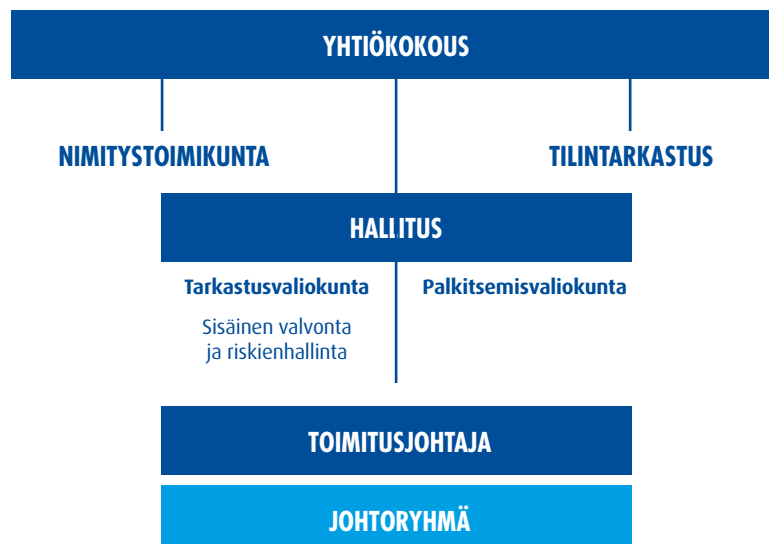 YHTIÖKOKOUS
NIMITYSTOIMIKUNTA
TILINTARKASTUS
HALLITUS
Tarkastusvaliokunta
Palkitsemisvaliokunta
Sisäinen valvonta
ja riskienhallinta
TOIMITUSJOHTAJA
JOHTORYHMÄ